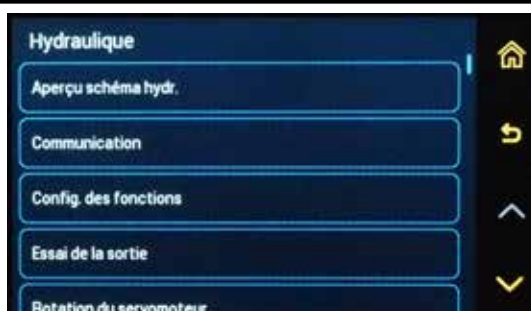 Hydraulique
Aperçu schéma hydr.
Communication
Config. des fonctions
Essai de la sortie
Rotation du servomoteur